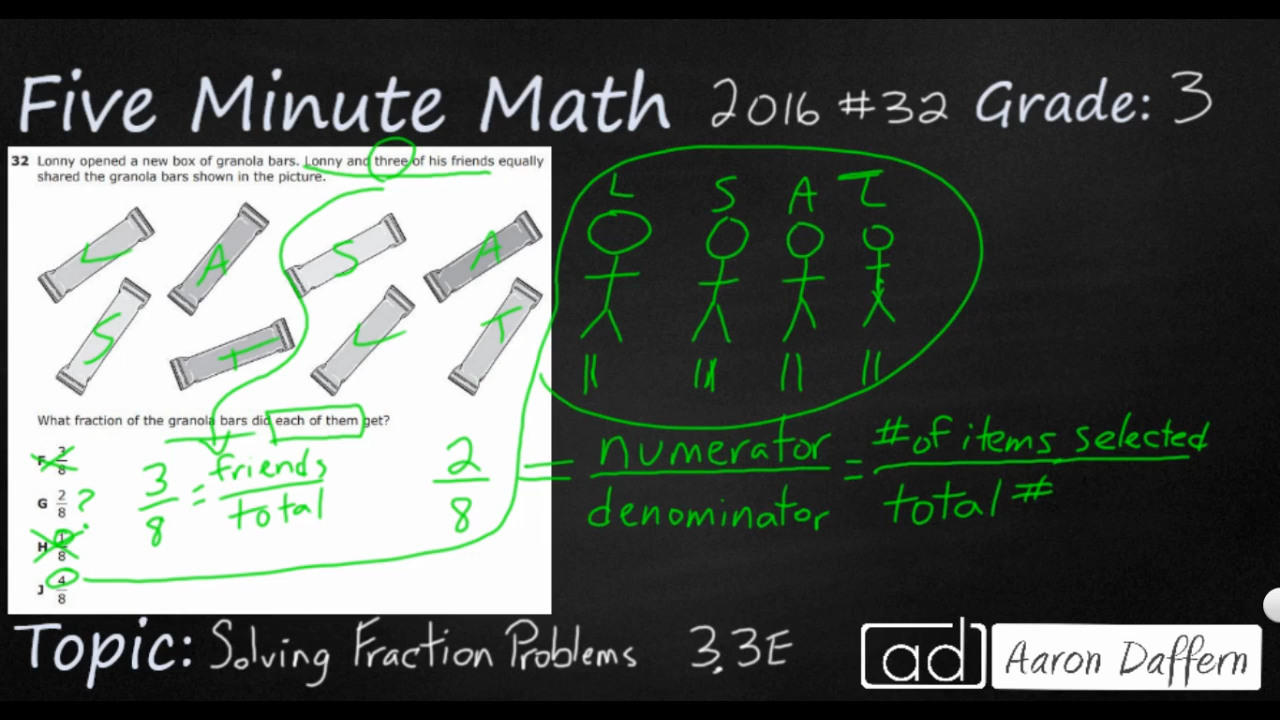 Five Minute Math 2016 #32 Grade: 3
32 Lonny opened a new box of granola bars. Lonny and three of his friends equally
shared the granola bars shown in the picture.
L A S A
S T L T
L S A T
What fraction of the granola bars did each of them get?
F 3/8
G 2/8 ?
H 1/8
J 4/8
3/8 = friends/total
2/8 = numerator/denominator = # of items selected/total #
Topic: Solving Fraction Problems 3.3E
ad Aaron Daffern